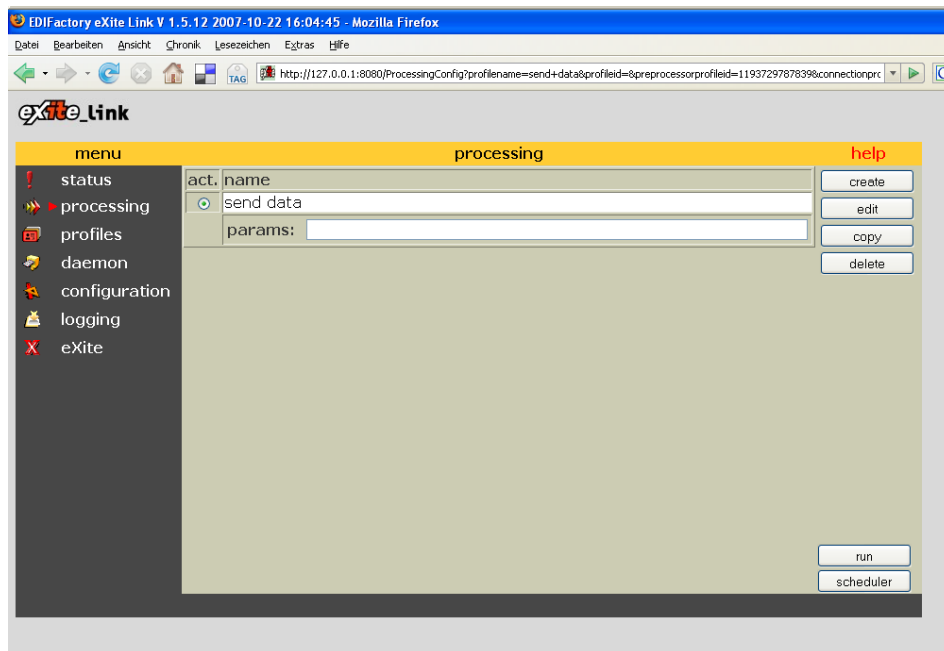 EDIFactory eXite Link V 1.5.12 2007-10-22 16:04:45 - Mozilla Firefox
Datei Bearbeiten Ansicht Chronik Lesezeichen Extras Hilfe
TAG http://127.0.0.1:8080/ProcessingConfig?profilename=send+data&profileid=&preprocessorprofileid=1193729787839&connectionprc
eXite_Link
menu processing help
status act. name create
processing send data edit
profiles params: copy
daemon delete
configuration
logging
eXite
run
scheduler